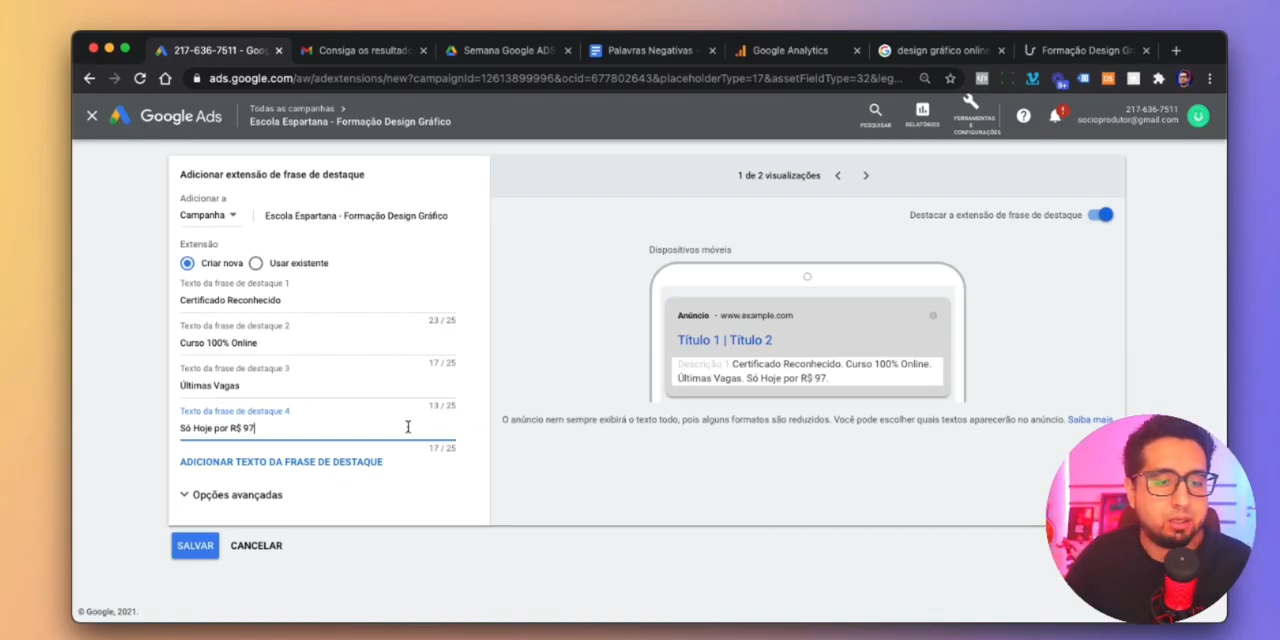 217-636-7511 - Goo
Consiga os resultado
Semana Google ADS
Palavras Negativas -
Google Analytics
design gráfico online
Formação Design Gr
ads.google.com/aw/adextensions/new?campaignId=12613899996&ocid=677802643&placeholderType=17&assetFieldType=32&leg...
Google Ads
Todas as campanhas
Escola Espartana - Formação Design Gráfico
PESQUISAR
RELATÓRIOS
FERRAMENTAS
E
CONFIGURAÇÕES
217-636-7511
socioprodutor@gmail.com
Adicionar extensão de frase de destaque
Adicionar a
Campanha
Escola Espartana - Formação Design Gráfico
Extensão
Criar nova
Usar existente
Texto da frase de destaque 1
Certificado Reconhecido
23 / 25
Texto da frase de destaque 2
Curso 100% Online
17 / 25
Texto da frase de destaque 3
Últimas Vagas
13 / 25
Texto da frase de destaque 4
Só Hoje por R$ 97
17 / 25
ADICIONAR TEXTO DA FRASE DE DESTAQUE
Opções avançadas
SALVAR
CANCELAR
1 de 2 visualizações
Destacar a extensão de frase de destaque
Dispositivos móveis
Anúncio - www.example.com
Título 1 | Título 2
Descrição 1 Certificado Reconhecido. Curso 100% Online.
Últimas Vagas. Só Hoje por R$ 97.
O anúncio nem sempre exibirá o texto todo, pois alguns formatos são reduzidos. Você pode escolher quais textos aparecerão no anúncio. Saiba mais
© Google, 2021.